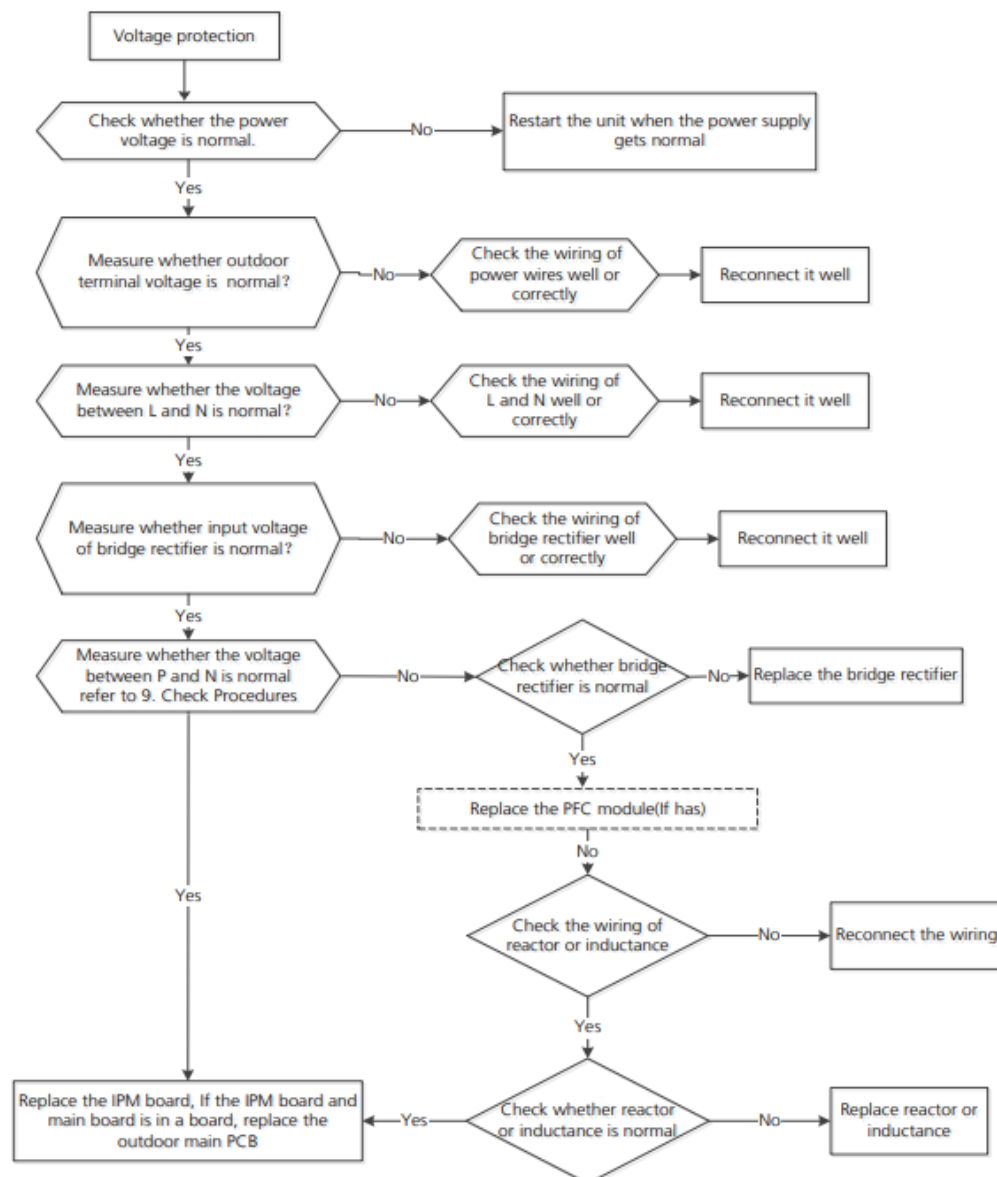 Voltage protection
Check whether the power
voltage is normal.
No
Restart the unit when the power supply
gets normal
Yes
Measure whether outdoor
terminal voltage is  normal?
No
Check the wiring of
power wires well or
correctly
Reconnect it well
Yes
Measure whether the voltage
between L and N is normal?
No
Check the wiring of
L and N well or
correctly
Reconnect it well
Yes
Measure whether input voltage
of bridge rectifier is normal?
No
Check the wiring of
bridge rectifier well
or correctly
Reconnect it well
Yes
Measure whether the voltage
between P and N is normal
refer to 9. Check Procedures
No
Check whether bridge
rectifier is normal
No
Replace the bridge rectifier
Yes
Replace the PFC module(If has)
No
Yes
Check the wiring of
reactor or inductance
No
Reconnect the wiring
Yes
Replace the IPM board, If the IPM board and
main board is in a board, replace the
outdoor main PCB
Yes
Check whether reactor
or inductance is normal
No
Replace reactor or
inductance